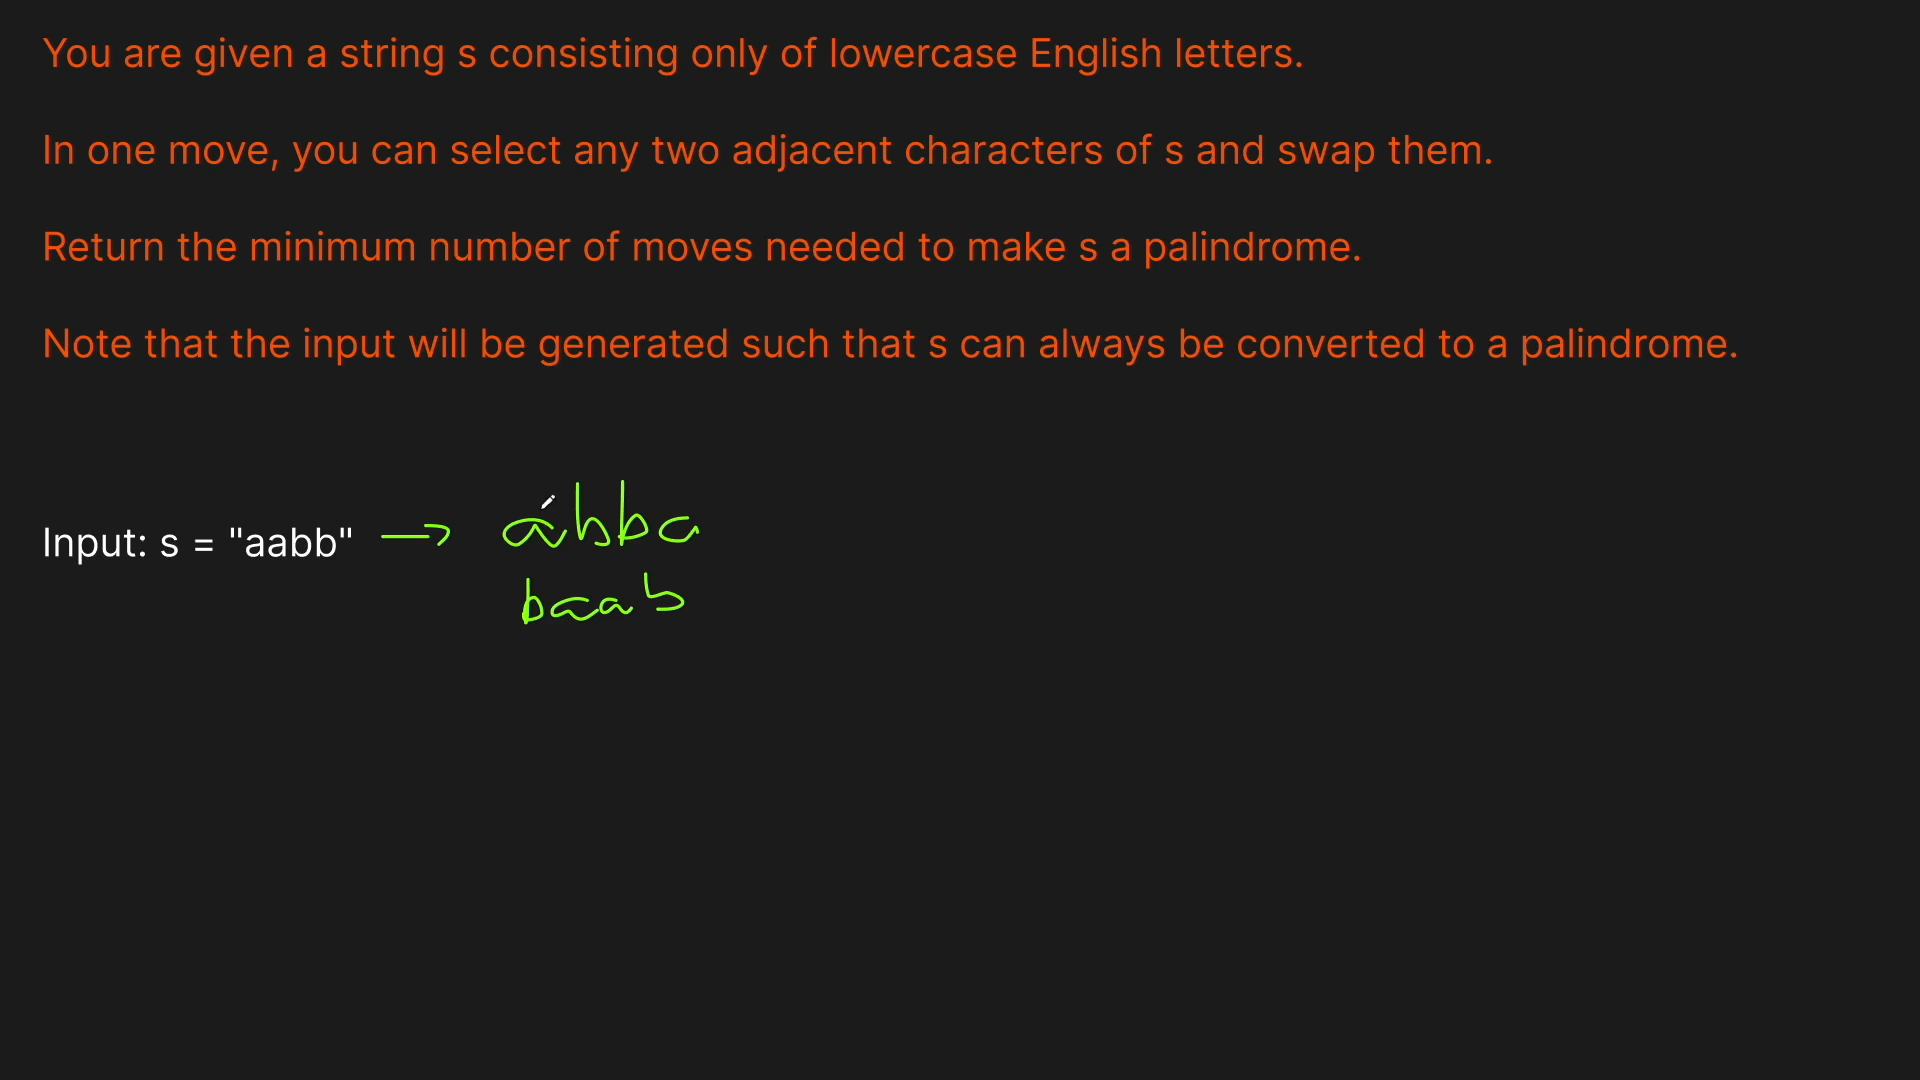 You are given a string s consisting only of lowercase English letters.
In one move, you can select any two adjacent characters of s and swap them.
Return the minimum number of moves needed to make s a palindrome.
Note that the input will be generated such that s can always be converted to a palindrome.
Input: s = "aabb" → abba
baab